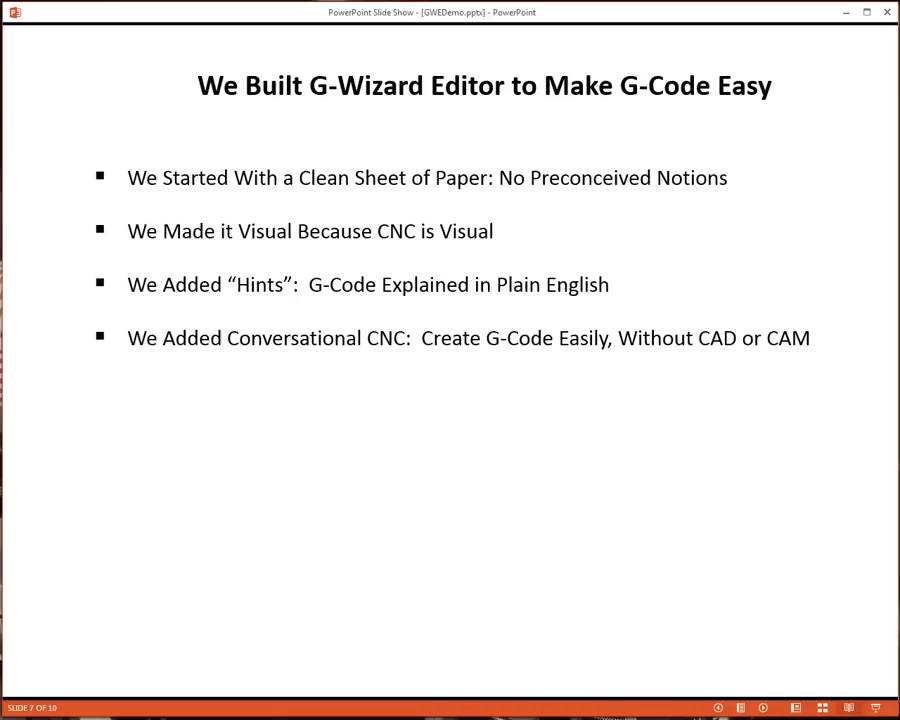 PowerPoint Slide Show - [GWEDemo.pptx] - PowerPoint
We Built G-Wizard Editor to Make G-Code Easy
▪ We Started With a Clean Sheet of Paper: No Preconceived Notions
▪ We Made it Visual Because CNC is Visual
▪ We Added “Hints”:  G-Code Explained in Plain English
▪ We Added Conversational CNC:  Create G-Code Easily, Without CAD or CAM
SLIDE 7 OF 10